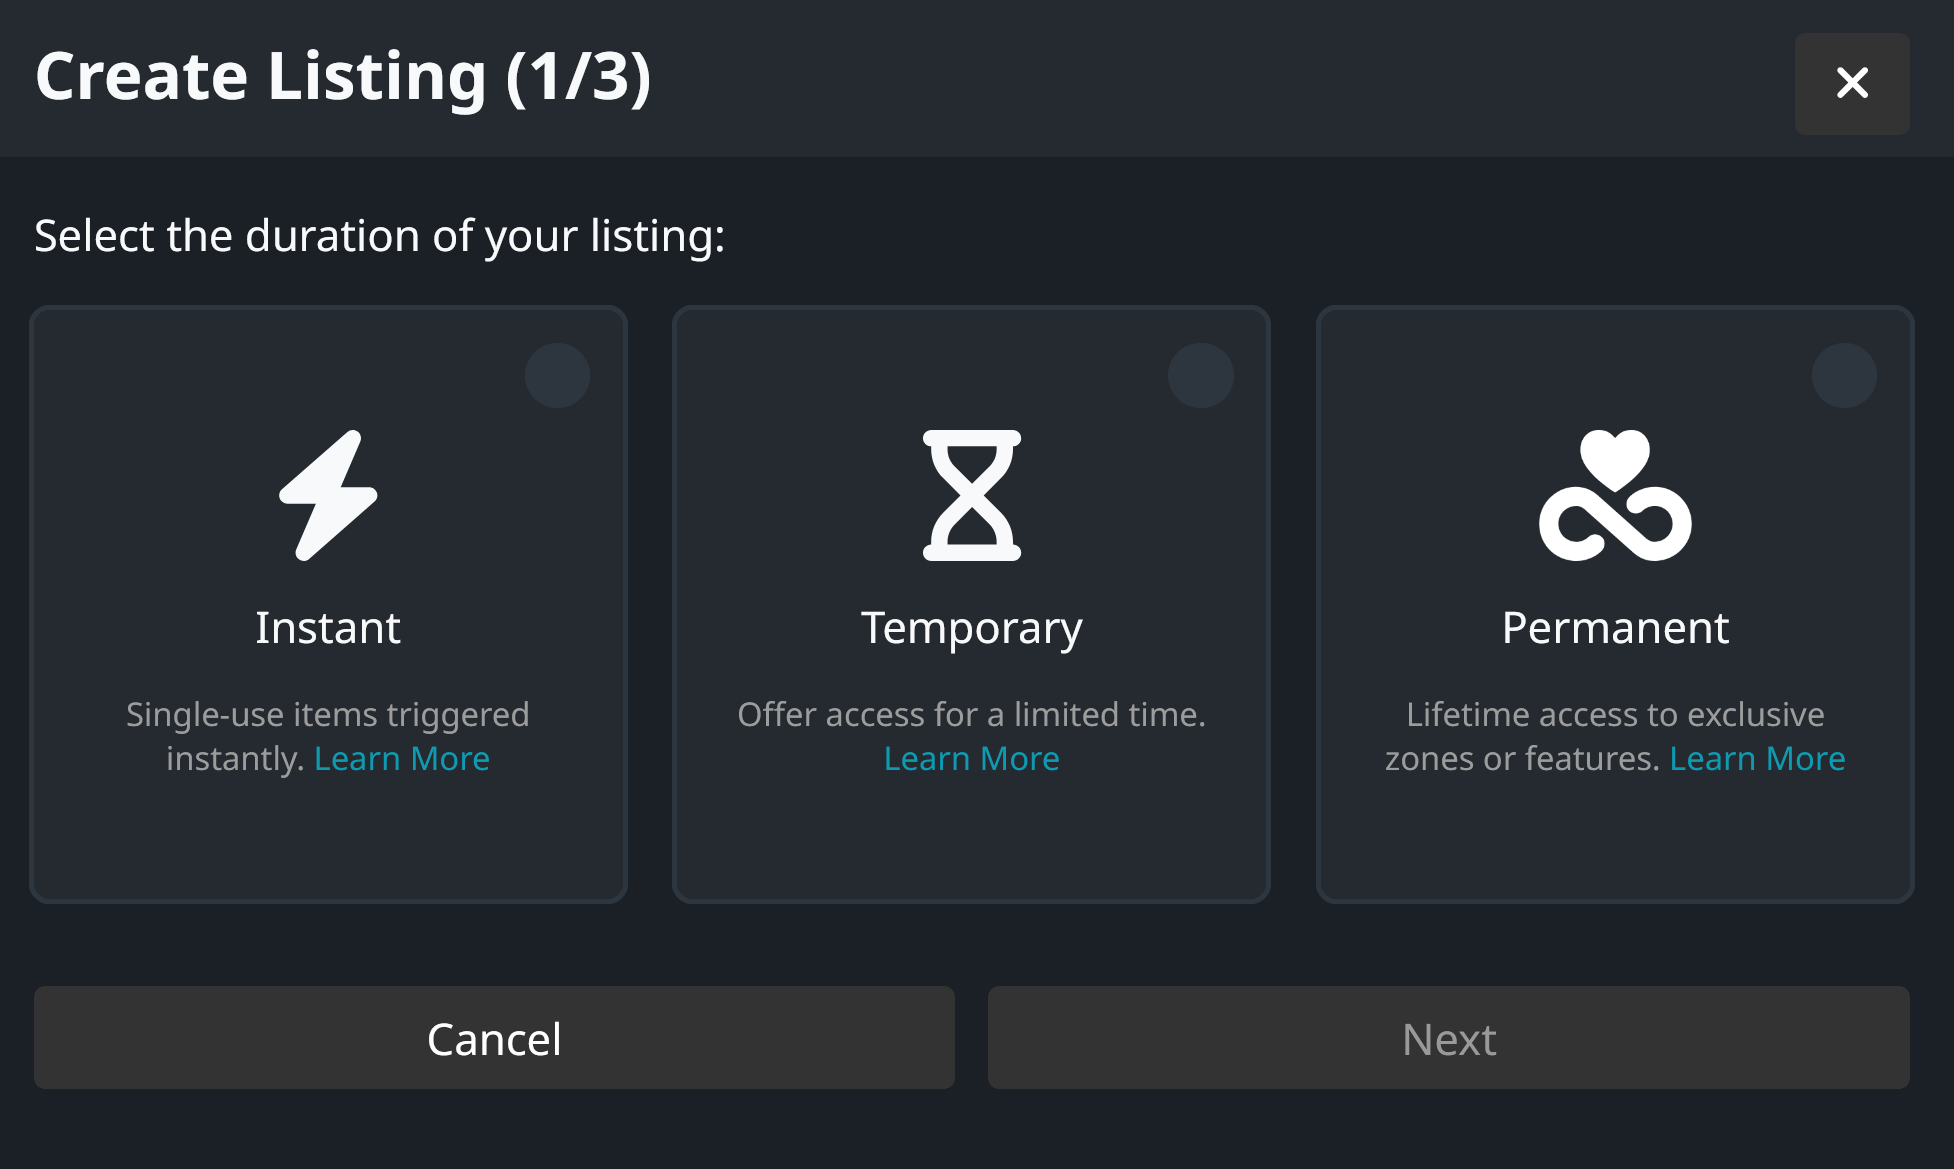 Create Listing (1/3)
Select the duration of your listing:
Instant
Single-use items triggered
instantly. Learn More
Temporary
Offer access for a limited time.
Learn More
Permanent
Lifetime access to exclusive
zones or features. Learn More
Cancel
Next